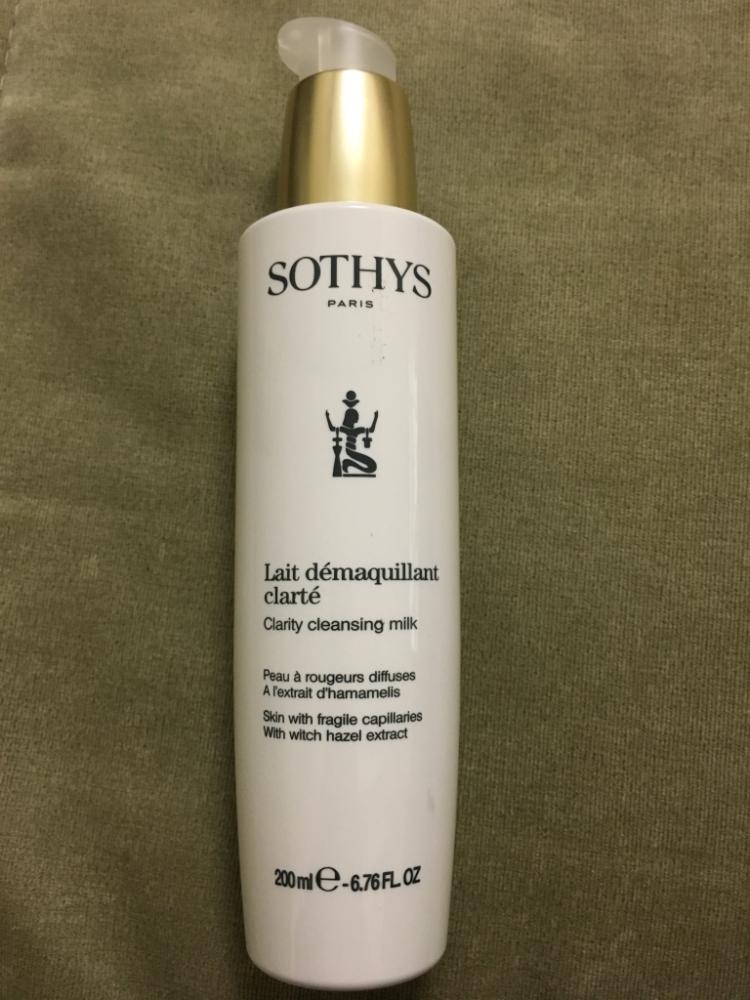 SOTHYS
PARIS
Lait démaquillant
clarté
Clarity cleansing milk
Peau à rougeurs diffuses
A l'extrait d'hamamelis
Skin with fragile capillaries
With witch hazel extract
200 ml ℮ - 6.76 FL. OZ